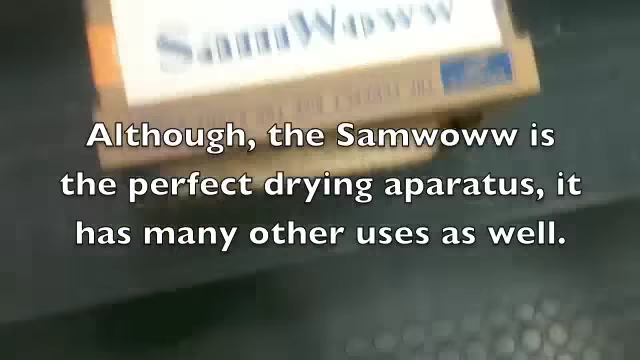 SamWoww
Although, the Samwoww is
the perfect drying aparatus, it
has many other uses as well.